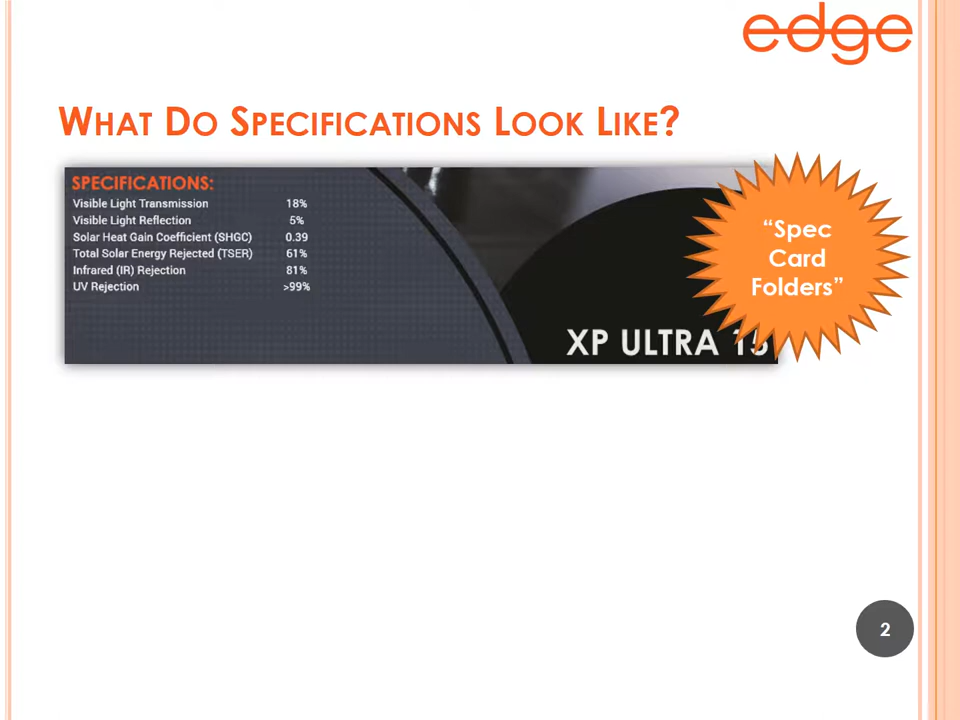 edge
What Do Specifications Look Like?
SPECIFICATIONS:
Visible Light Transmission 18%
Visible Light Reflection 5%
Solar Heat Gain Coefficient (SHGC) 0.39
Total Solar Energy Rejected (TSER) 61%
Infrared (IR) Rejection 81%
UV Rejection >99%
XP ULTRA 15
“Spec
Card
Folders”
2